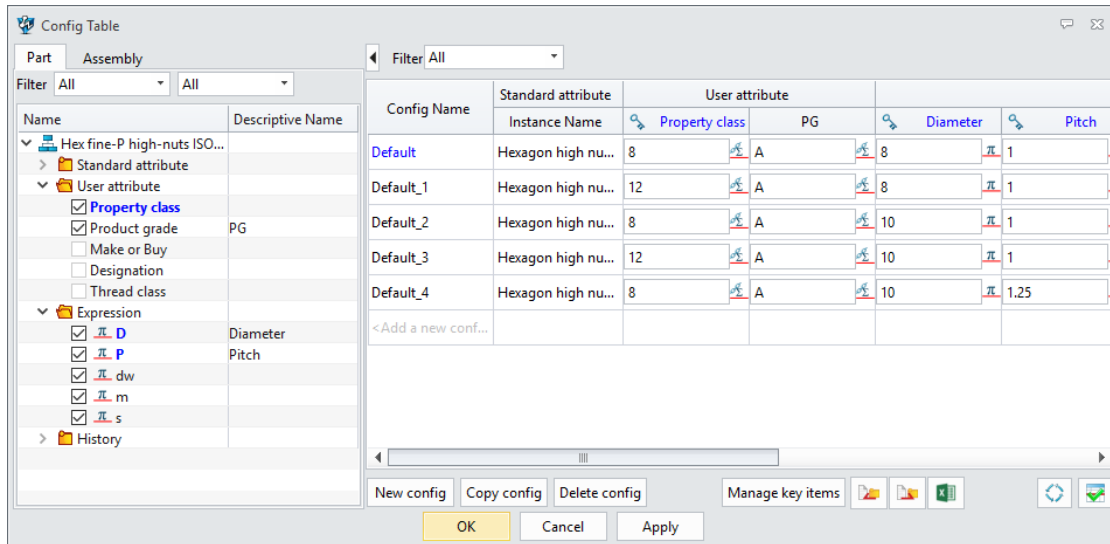 Config Table
Part Assembly
Filter All All
Name Descriptive Name
Hex fine-P high-nuts ISO...
Standard attribute
User attribute
Property class
Product grade PG
Make or Buy
Designation
Thread class
Expression
π D Diameter
π P Pitch
π dw
π m
π s
History
Filter All
Config Name Standard attribute User attribute
Instance Name Property class PG Diameter Pitch
Default Hexagon high nu... 8 A 8 π 1
Default_1 Hexagon high nu... 12 A 8 π 1
Default_2 Hexagon high nu... 8 A 10 π 1
Default_3 Hexagon high nu... 12 A 10 π 1
Default_4 Hexagon high nu... 8 A 10 π 1.25
<Add a new conf...
New config Copy config Delete config Manage key items
OK Cancel Apply